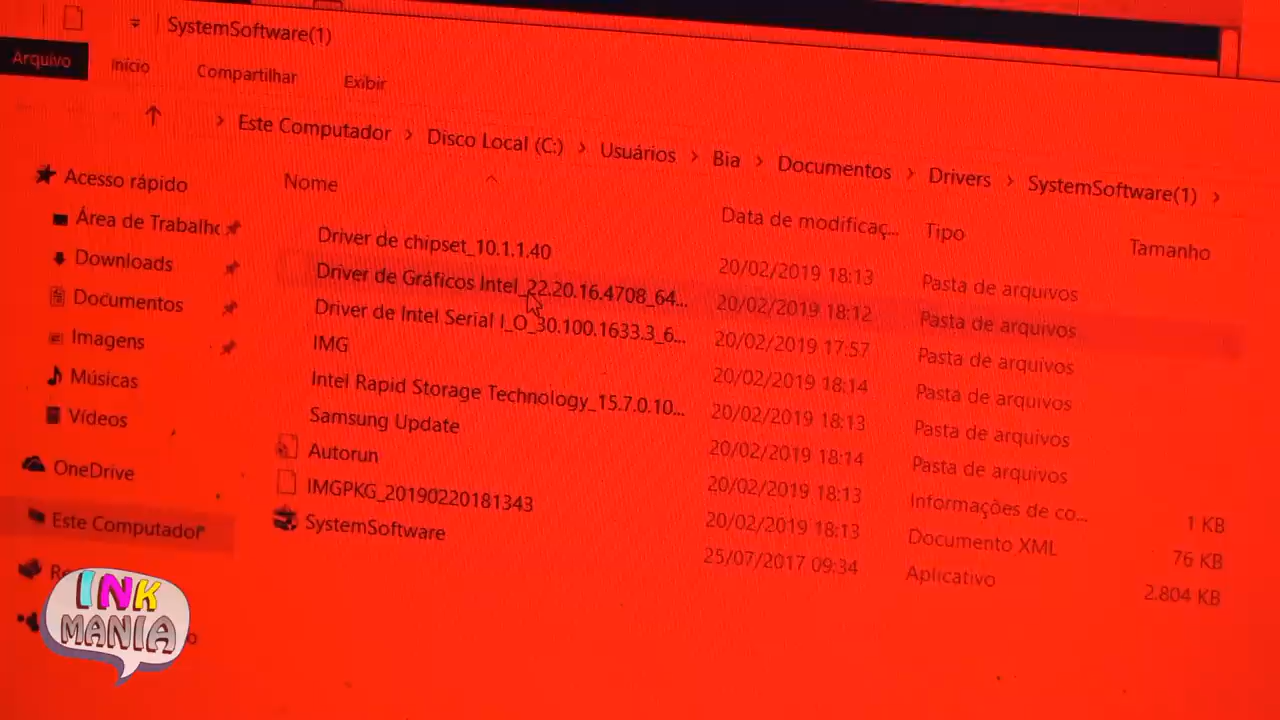 SystemSoftware(1)
Arquivo Início Compartilhar Exibir
Este Computador > Disco Local (C:) > Usuários > Bia > Documentos > Drivers > SystemSoftware(1) >
Nome Data de modificaç... Tipo Tamanho
Acesso rápido
Área de Trabalho
Downloads
Documentos
Imagens
Músicas
Vídeos
OneDrive
Este Computador
Driver de chipset_10.1.1.40 20/02/2019 18:13 Pasta de arquivos
Driver de Gráficos Intel_22.20.16.4708_64... 20/02/2019 18:12 Pasta de arquivos
Driver de Intel Serial I_O_30.100.1633.3_6... 20/02/2019 17:57 Pasta de arquivos
IMG 20/02/2019 18:14 Pasta de arquivos
Intel Rapid Storage Technology_15.7.0.10... 20/02/2019 18:13 Pasta de arquivos
Samsung Update 20/02/2019 18:14 Pasta de arquivos
Autorun 20/02/2019 18:13 Informações de co... 1 KB
IMGPKG_20190220181343 20/02/2019 18:13 Documento XML 76 KB
SystemSoftware 25/07/2017 09:34 Aplicativo 2.804 KB
INK
MANIA